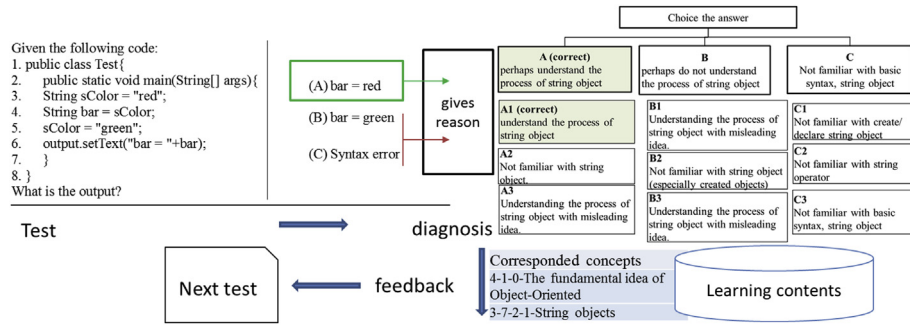 Given the following code:
1. public class Test{
2. public static void main(String[] args){
3. String sColor = "red";
4. String bar = sColor;
5. sColor = "green";
6. output.setText("bar = "+bar);
7. }
8. }
What is the output?
(A) bar = red
(B) bar = green
(C) Syntax error
gives
reason
Choice the answer
A (correct)
perhaps understand the
process of string object
A1 (correct)
understand the process of
string object
A2
Not familiar with string
object.
A3
Understanding the process of
string object with misleading
idea.
B
perhaps do not understand
the process of string object
B1
Understanding the process of
string object with misleading
idea.
B2
Not familiar with string object
(especially created objects)
B3
Understanding the process of
string object with misleading
idea.
C
Not familiar with basic
syntax, string object
C1
Not familiar with create/
declare string object
C2
Not familiar with string
operator
C3
Not familiar with basic
syntax, string object
Test
diagnosis
Corresponded concepts
4-1-0-The fundamental idea of
Object-Oriented
3-7-2-1-String objects
Learning contents
feedback
Next test